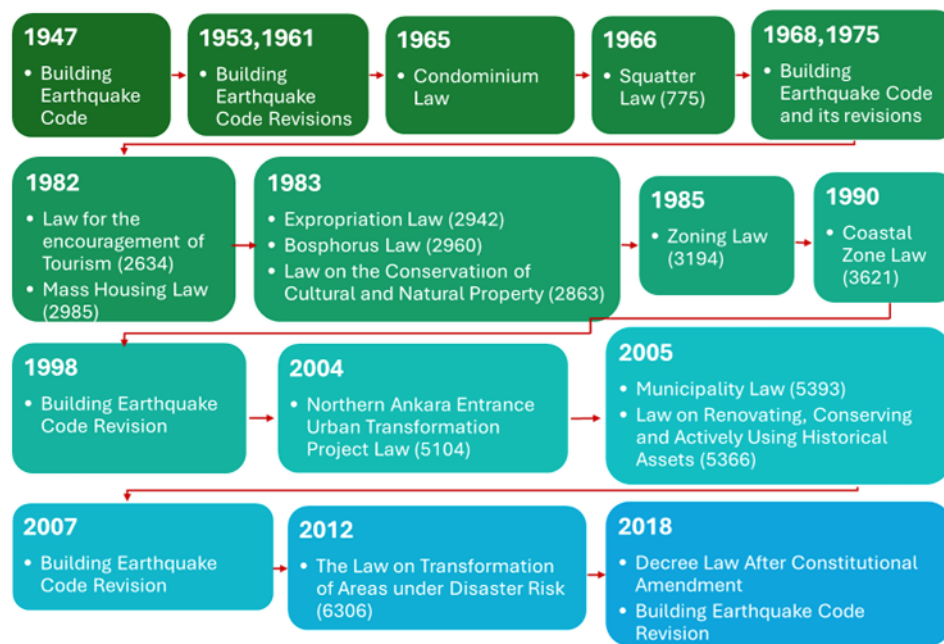 1947
• Building
Earthquake
Code
1953,1961
• Building
Earthquake
Code Revisions
1965
• Condominium
Law
1966
• Squatter
Law (775)
1968,1975
• Building
Earthquake Code
and its revisions
1982
• Law for the
encouragement of
Tourism (2634)
• Mass Housing Law
(2985)
1983
• Expropriation Law (2942)
• Bosphorus Law (2960)
• Law on the Conservatiion of
Cultural and Natural Property (2863)
1985
• Zoning Law
(3194)
1990
• Coastal
Zone Law
(3621)
1998
• Building Earthquake
Code Revision
2004
• Northern Ankara Entrance
Urban Transformation
Project Law (5104)
2005
• Municipality Law (5393)
• Law on Renovating, Conserving
and Actively Using Historical
Assets (5366)
2007
• Building Earthquake
Code Revision
2012
• The Law on Transformation
of Areas under Disaster Risk
(6306)
2018
• Decree Law After Constitutional
Amendment
• Building Earthquake Code
Revision